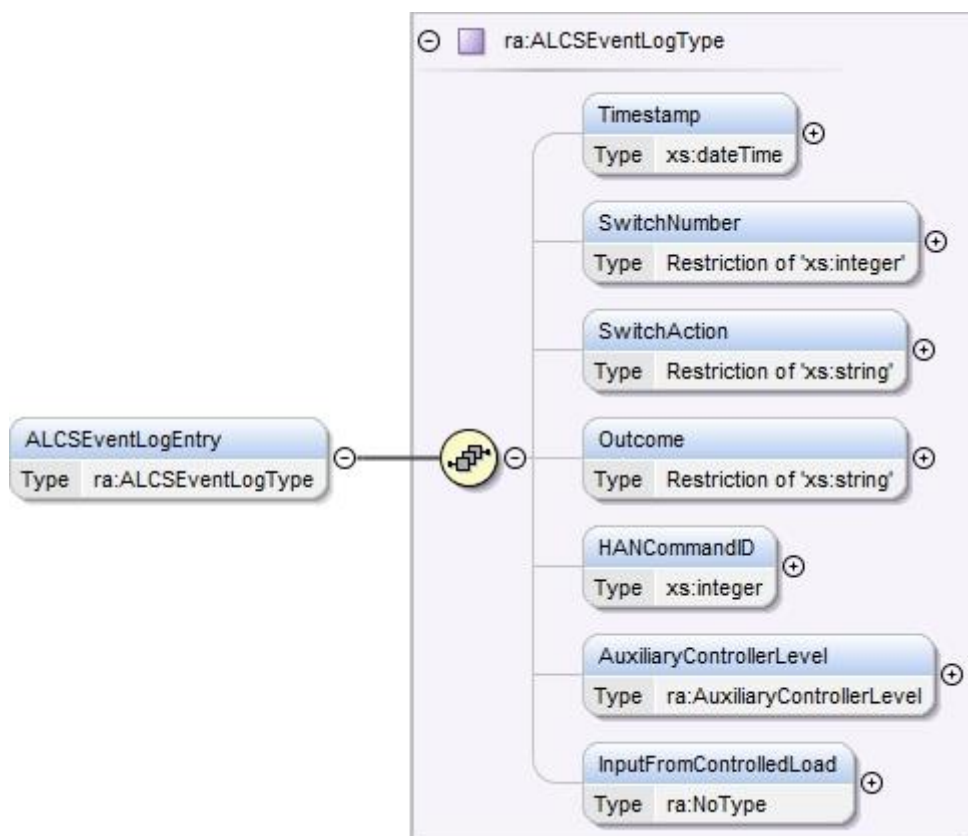 ra:ALCSEventLogType
Timestamp
Type xs:dateTime
SwitchNumber
Type Restriction of 'xs:integer'
SwitchAction
Type Restriction of 'xs:string'
ALCSEventLogEntry
Type ra:ALCSEventLogType
Outcome
Type Restriction of 'xs:string'
HANCommandID
Type xs:integer
AuxiliaryControllerLevel
Type ra:AuxiliaryControllerLevel
InputFromControlledLoad
Type ra:NoType